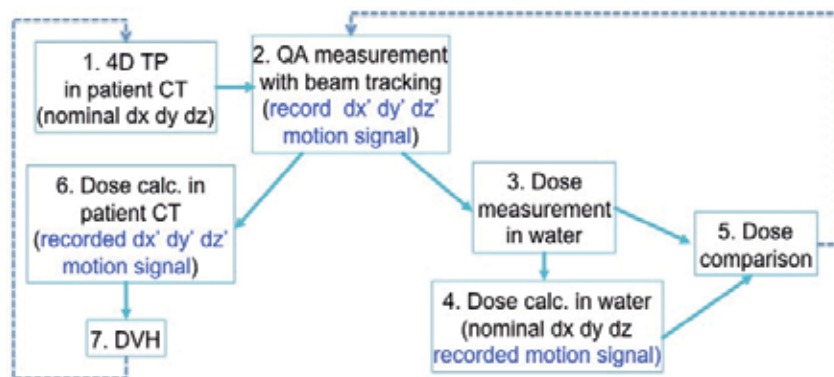 1. 4D TP
in patient CT
(nominal dx dy dz)
2. QA measurement
with beam tracking
(record dx' dy' dz'
motion signal)
3. Dose
measurement
in water
4. Dose calc. in water
(nominal dx dy dz
recorded motion signal)
5. Dose
comparison
6. Dose calc. in
patient CT
(recorded dx' dy' dz'
motion signal)
7. DVH